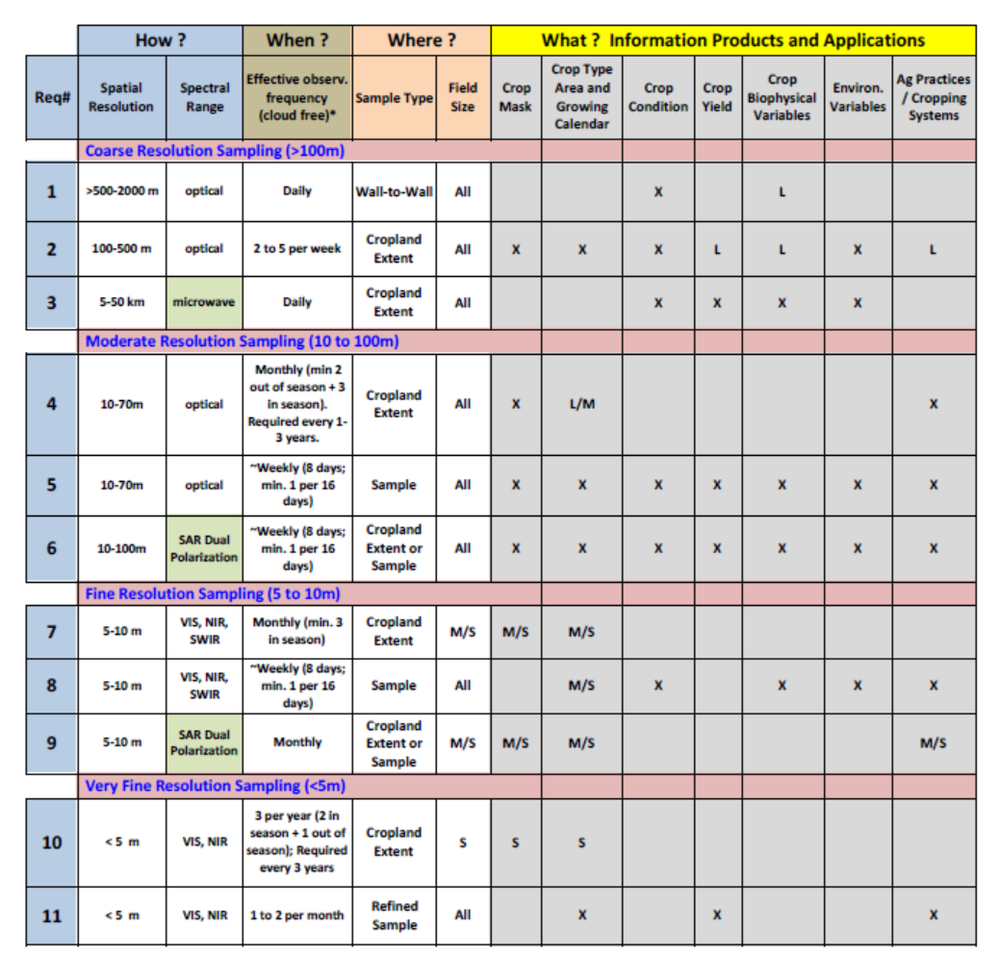 How ? When ? Where ? What ? Information Products and Applications
Req# Spatial Resolution Spectral Range Effective observ. frequency (cloud free)* Sample Type Field Size Crop Mask Crop Type Area and Growing Calendar Crop Condition Crop Yield Crop Biophysical Variables Environ. Variables Ag Practices / Cropping Systems
Coarse Resolution Sampling (>100m)
1 >500-2000 m optical Daily Wall-to-Wall All X L
2 100-500 m optical 2 to 5 per week Cropland Extent All X X X L L X L
3 5-50 km microwave Daily Cropland Extent All X X X X
Moderate Resolution Sampling (10 to 100m)
4 10-70m optical Monthly (min 2 out of season + 3 in season). Required every 1-3 years. Cropland Extent All X L/M X
5 10-70m optical ~Weekly (8 days; min. 1 per 16 days) Sample All X X X X X X X
6 10-100m SAR Dual Polarization ~Weekly (8 days; min. 1 per 16 days) Cropland Extent or Sample All X X X X X X X
Fine Resolution Sampling (5 to 10m)
7 5-10 m VIS, NIR, SWIR Monthly (min. 3 in season) Cropland Extent M/S M/S M/S
8 5-10 m VIS, NIR, SWIR ~Weekly (8 days; min. 1 per 16 days) Sample All M/S X X X X
9 5-10 m SAR Dual Polarization Monthly Cropland Extent or Sample M/S M/S M/S M/S
Very Fine Resolution Sampling (<5m)
10 < 5 m VIS, NIR 3 per year (2 in season + 1 out of season); Required every 3 years Cropland Extent S S S
11 < 5 m VIS, NIR 1 to 2 per month Refined Sample All X X X